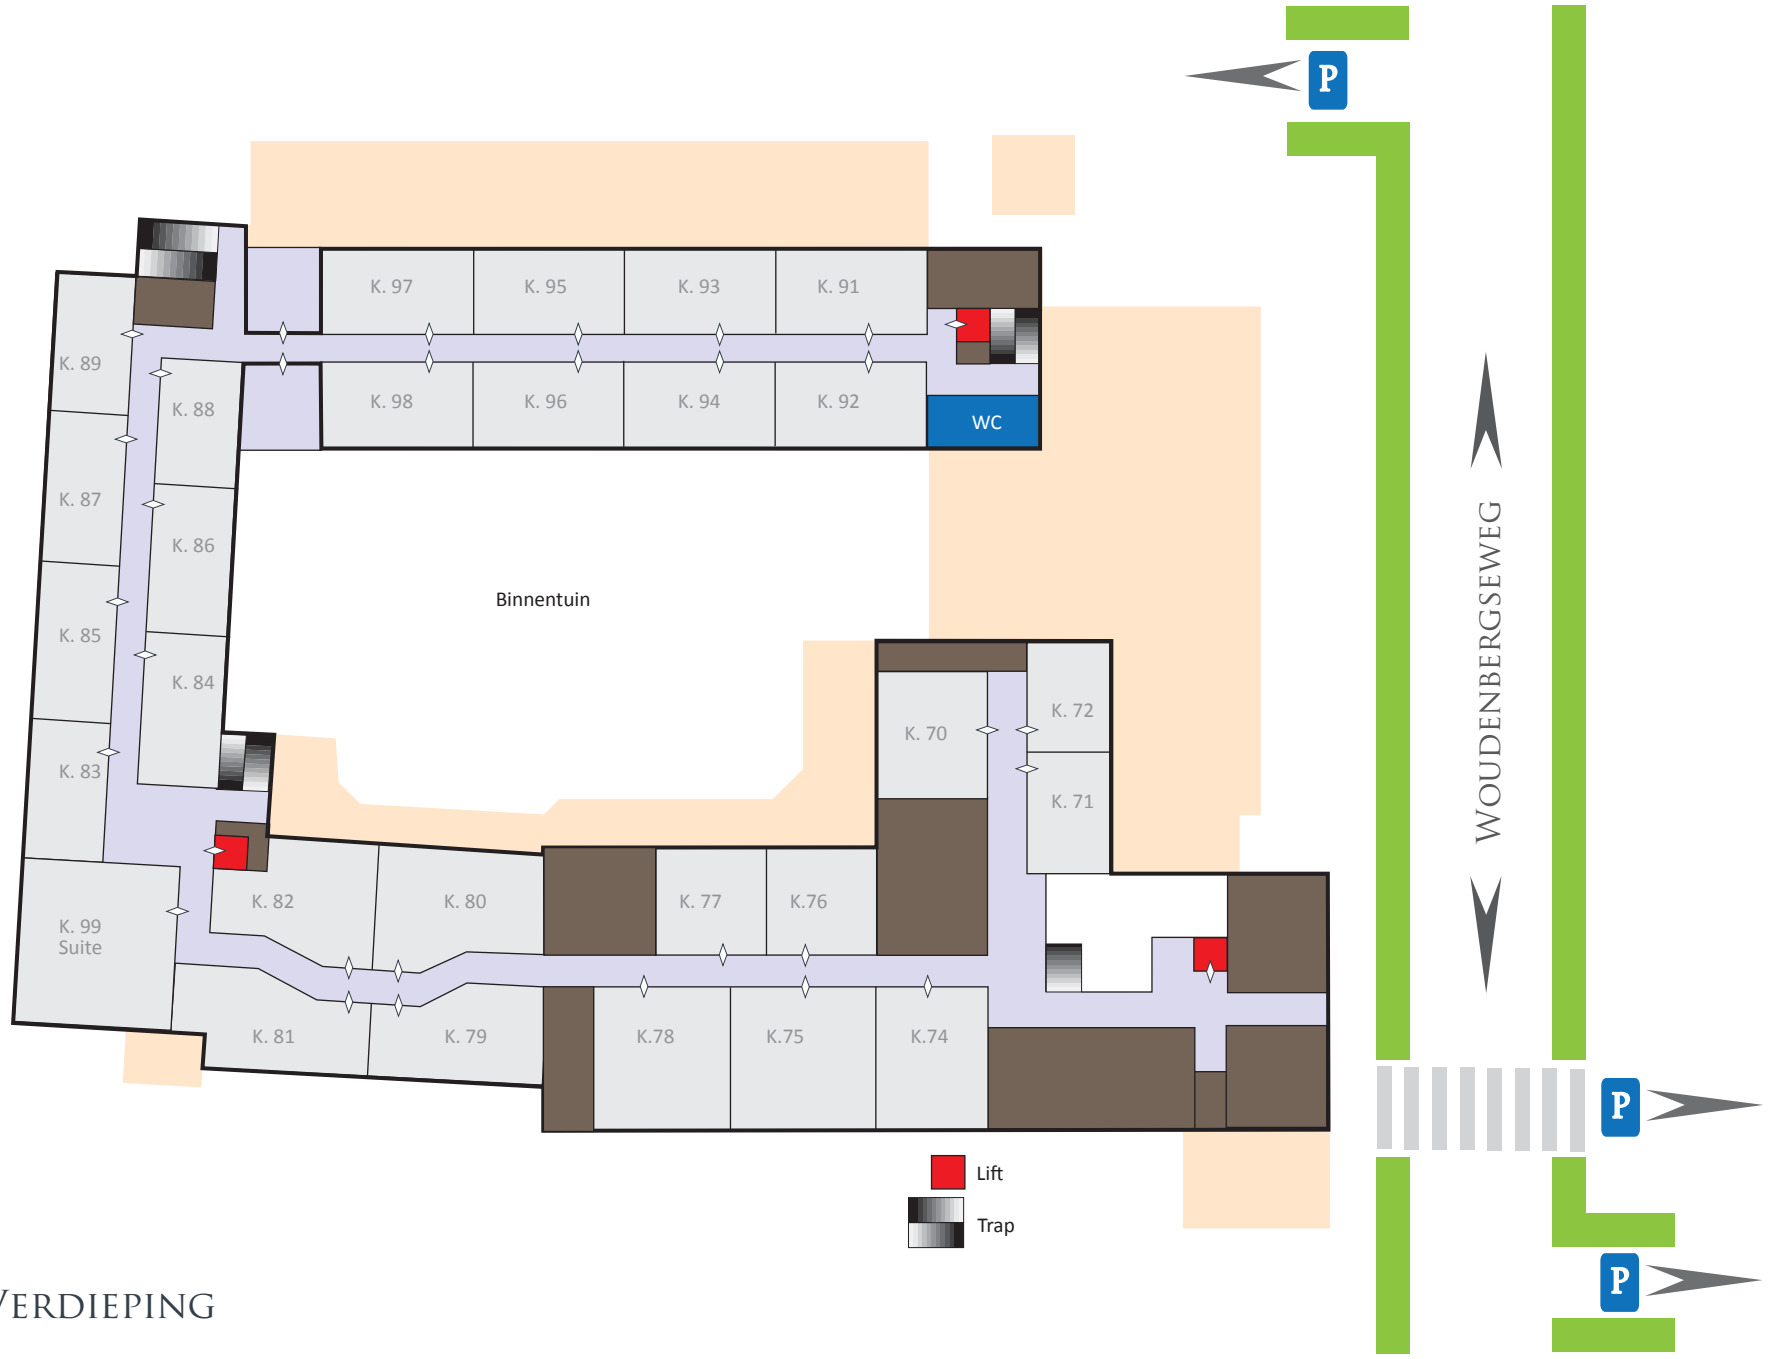 P
K. 97
K. 95
K. 93
K. 91
K. 89
K. 88
K. 98
K. 96
K. 94
K. 92
WC
K. 87
K. 86
Binnentuin
WOUDENBERGSEWEG
K. 85
K. 84
K. 83
K. 70
K. 72
K. 71
K. 82
K. 80
K. 77
K.76
K. 99
Suite
K. 81
K. 79
K.78
K.75
K.74
P
Lift
Trap
P
VERDIEPING